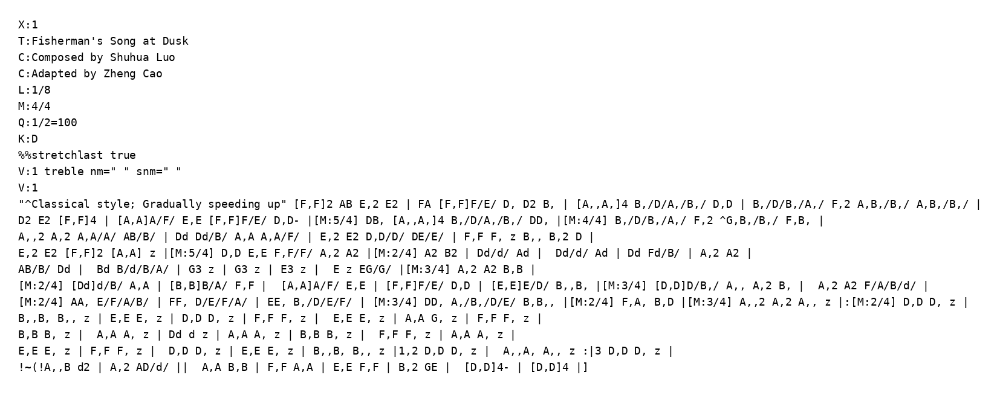 X:1
T:Fisherman's Song at Dusk
C:Composed by Shuhua Luo
C:Adapted by Zheng Cao
L:1/8
M:4/4
Q:1/2=100
K:D
%%stretchlast true
V:1 treble nm=" " snm=" "
V:1
"^Classical style; Gradually speeding up" [F,F]2 AB E,2 E2 | FA [F,F]F/E/ D, D2 B, | [A,,A,]4 B,/D/A,/B,/ D,D | B,/D/B,/A,/ F,2 A,B,/B,/ A,B,/B,/ |
D2 E2 [F,F]4 | [A,A]A/F/ E,E [F,F]F/E/ D,D- |[M:5/4] DB, [A,,A,]4 B,/D/A,/B,/ DD, |[M:4/4] B,/D/B,/A,/ F,2 ^G,B,/B,/ F,B, |
A,,2 A,2 A,A/A/ AB/B/ | Dd Dd/B/ A,A A,A/F/ | E,2 E2 D,D/D/ DE/E/ | F,F F, z B,, B,2 D |
E,2 E2 [F,F]2 [A,A] z |[M:5/4] D,D E,E F,F/F/ A,2 A2 |[M:2/4] A2 B2 | Dd/d/ Ad |  Dd/d/ Ad | Dd Fd/B/ | A,2 A2 |
AB/B/ Dd |  Bd B/d/B/A/ | G3 z | G3 z | E3 z |  E z EG/G/ |[M:3/4] A,2 A2 B,B |
[M:2/4] [Dd]d/B/ A,A | [B,B]B/A/ F,F |  [A,A]A/F/ E,E | [F,F]F/E/ D,D | [E,E]E/D/ B,,B, |[M:3/4] [D,D]D/B,/ A,, A,2 B, |  A,2 A2 F/A/B/d/ |
[M:2/4] AA, E/F/A/B/ | FF, D/E/F/A/ | EE, B,/D/E/F/ | [M:3/4] DD, A,/B,/D/E/ B,B,, |[M:2/4] F,A, B,D |[M:3/4] A,,2 A,2 A,, z |:[M:2/4] D,D D, z |
B,,B, B,, z | E,E E, z | D,D D, z | F,F F, z |  E,E E, z | A,A G, z | F,F F, z |
B,B B, z |  A,A A, z | Dd d z | A,A A, z | B,B B, z |  F,F F, z | A,A A, z |
E,E E, z | F,F F, z |  D,D D, z | E,E E, z | B,,B, B,, z |1,2 D,D D, z |  A,,A, A,, z :|3 D,D D, z |
!~(!A,,B d2 | A,2 AD/d/ ||  A,A B,B | F,F A,A | E,E F,F | B,2 GE |  [D,D]4- | [D,D]4 |]